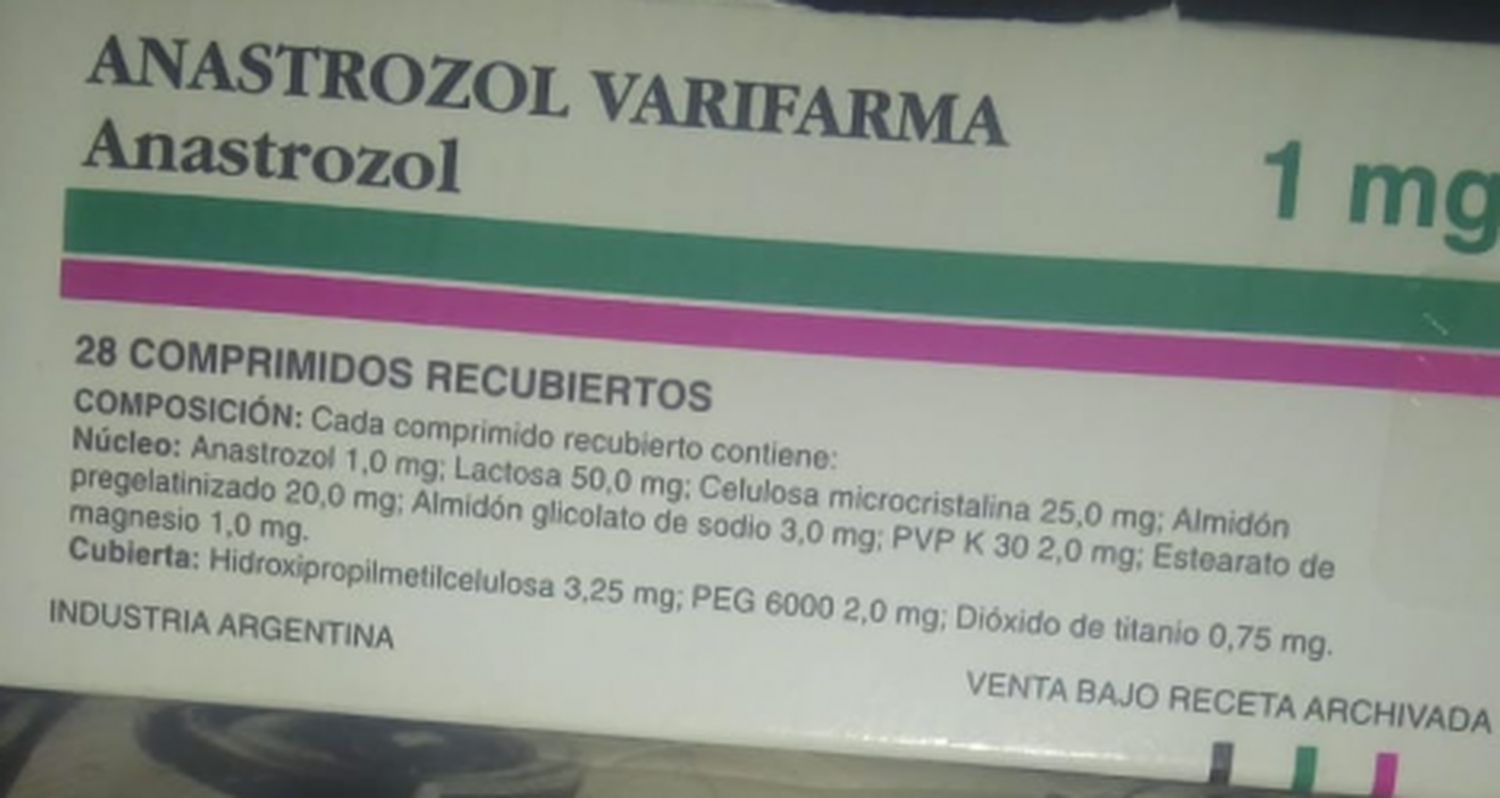 ANASTROZOL VARIFARMA
Anastrozol
1 mg
28 COMPRIMIDOS RECUBIERTOS
COMPOSICIÓN: Cada comprimido recubierto contiene:
Núcleo: Anastrozol 1,0 mg; Lactosa 50,0 mg; Celulosa microcristalina 25,0 mg; Almidón
pregelatinizado 20,0 mg; Almidón glicolato de sodio 3,0 mg; PVP K 30 2,0 mg; Estearato de
magnesio 1,0 mg.
Cubierta: Hidroxipropilmetilcelulosa 3,25 mg; PEG 6000 2,0 mg; Dióxido de titanio 0,75 mg.
INDUSTRIA ARGENTINA
VENTA BAJO RECETA ARCHIVADA